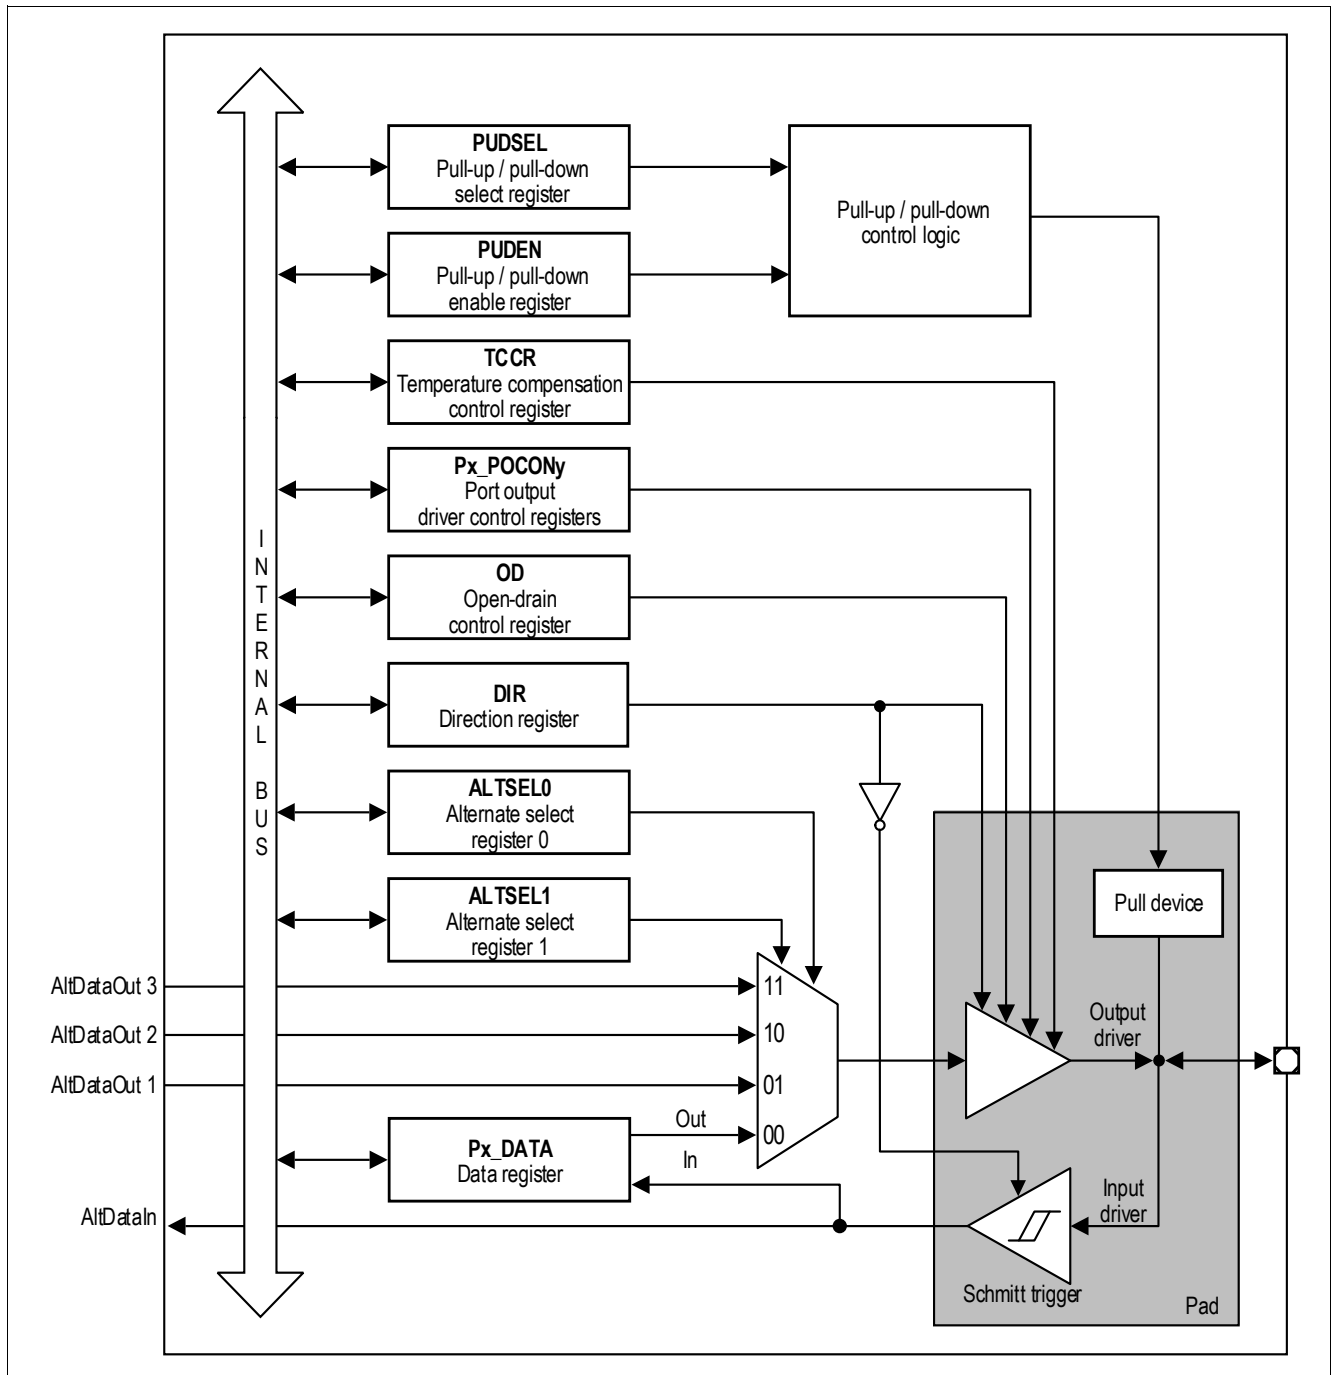 PUDSEL
Pull-up / pull-down
select register
Pull-up / pull-down
control logic
PUDEN
Pull-up / pull-down
enable register
TCCR
Temperature compensation
control register
Px_POCONy
Port output
driver control registers
OD
Open-drain
control register
DIR
Direction register
INTERNAL BUS
ALTSEL0
Alternate select
register 0
ALTSEL1
Alternate select
register 1
Pull device
AltDataOut 3
11
AltDataOut 2
10
AltDataOut 1
01
Output
driver
Out
00
Px_DATA
Data register
In
AltDataIn
Input
driver
Schmitt trigger
Pad